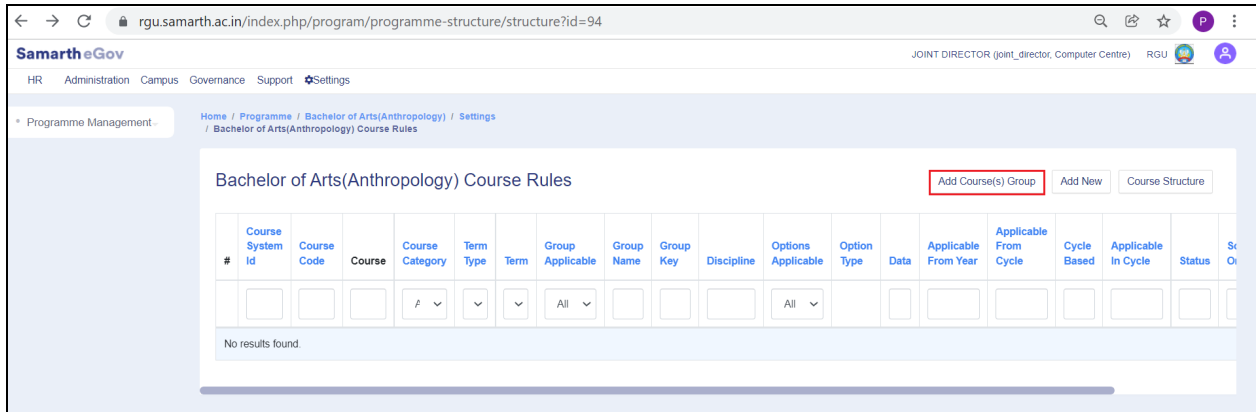 rgu.samarth.ac.in/index.php/program/programme-structure/structure?id=94
P
Samarth eGov
JOINT DIRECTOR (joint_director, Computer Centre) RGU
HR Administration Campus Governance Support Settings
Programme Management
Home / Programme / Bachelor of Arts(Anthropology) / Settings
/ Bachelor of Arts(Anthropology) Course Rules
Bachelor of Arts(Anthropology) Course Rules
Add Course(s) Group Add New Course Structure
# Course System Id Course Code Course Course Category Term Type Term Group Applicable Group Name Group Key Discipline Options Applicable Option Type Data Applicable From Year Applicable From Cycle Cycle Based Applicable In Cycle Status
All All
No results found.